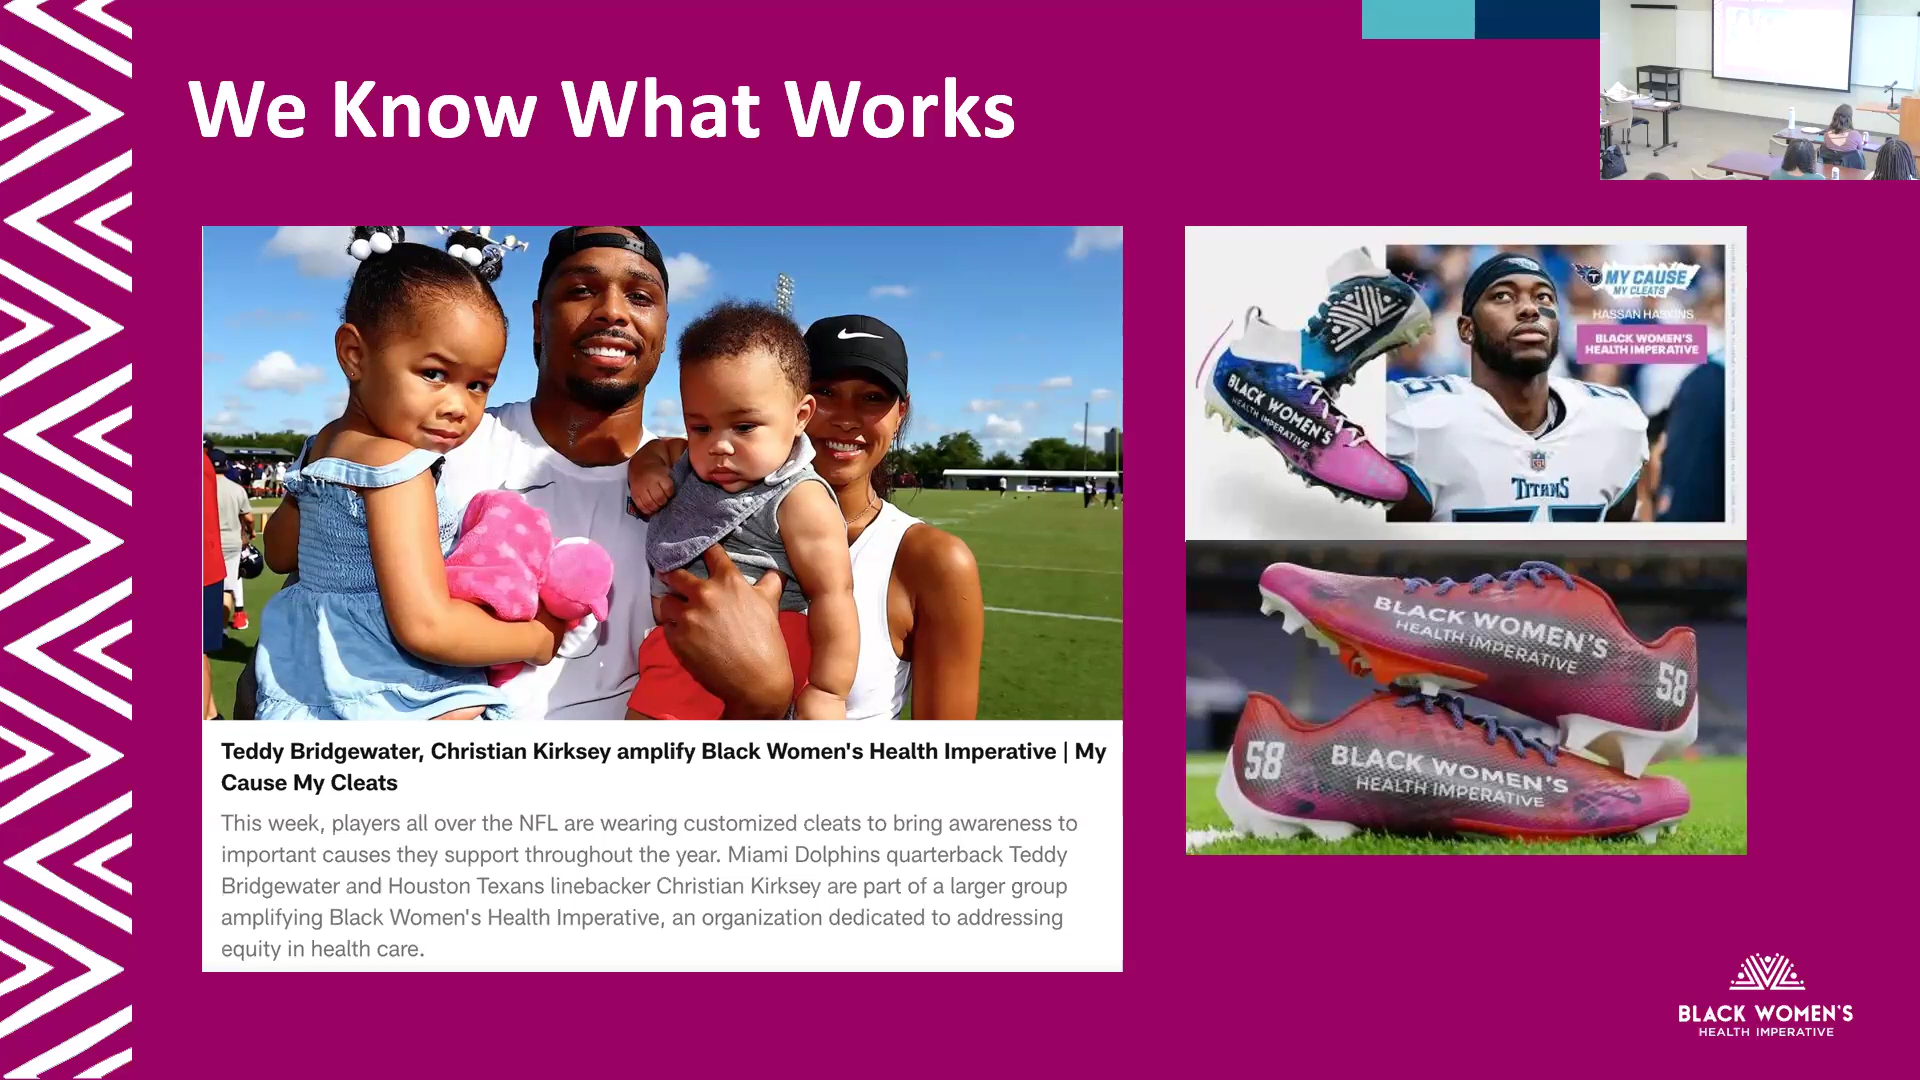 We Know What Works
Teddy Bridgewater, Christian Kirksey amplify Black Women's Health Imperative | My
Cause My Cleats
This week, players all over the NFL are wearing customized cleats to bring awareness to
important causes they support throughout the year. Miami Dolphins quarterback Teddy
Bridgewater and Houston Texans linebacker Christian Kirksey are part of a larger group
amplifying Black Women's Health Imperative, an organization dedicated to addressing
equity in health care.
MY CAUSE
MY CLEATS
HASSAN HASKINS
BLACK WOMEN'S
HEALTH IMPERATIVE
BLACK WOMEN'S
HEALTH IMPERATIVE
TITANS
BLACK WOMEN'S
HEALTH IMPERATIVE
58
58
BLACK WOMEN'S
HEALTH IMPERATIVE
BLACK WOMEN'S
HEALTH IMPERATIVE